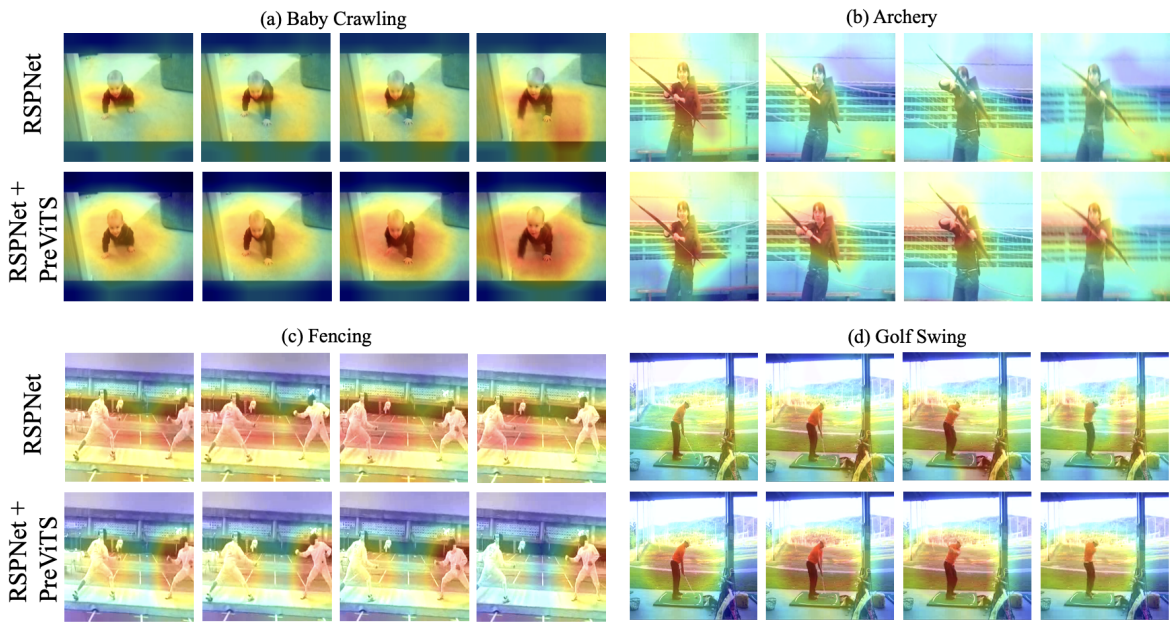 (a) Baby Crawling
(b) Archery
RSPNet
RSPNet +
PreViTS
(c) Fencing
(d) Golf Swing
RSPNet
RSPNet +
PreViTS